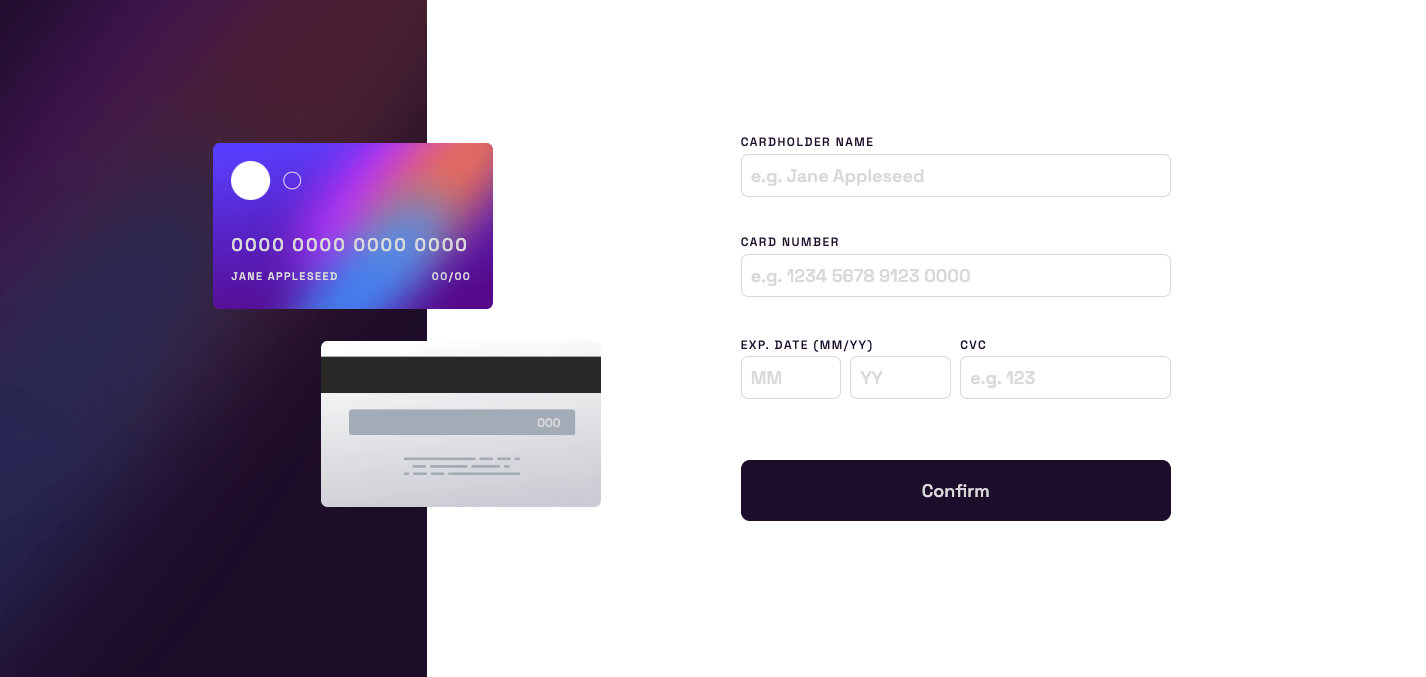 0000 0000 0000 0000
JANE APPLESEED 00/00
000
CARDHOLDER NAME
e.g. Jane Appleseed
CARD NUMBER
e.g. 1234 5678 9123 0000
EXP. DATE (MM/YY) CVC
MM YY e.g. 123
Confirm